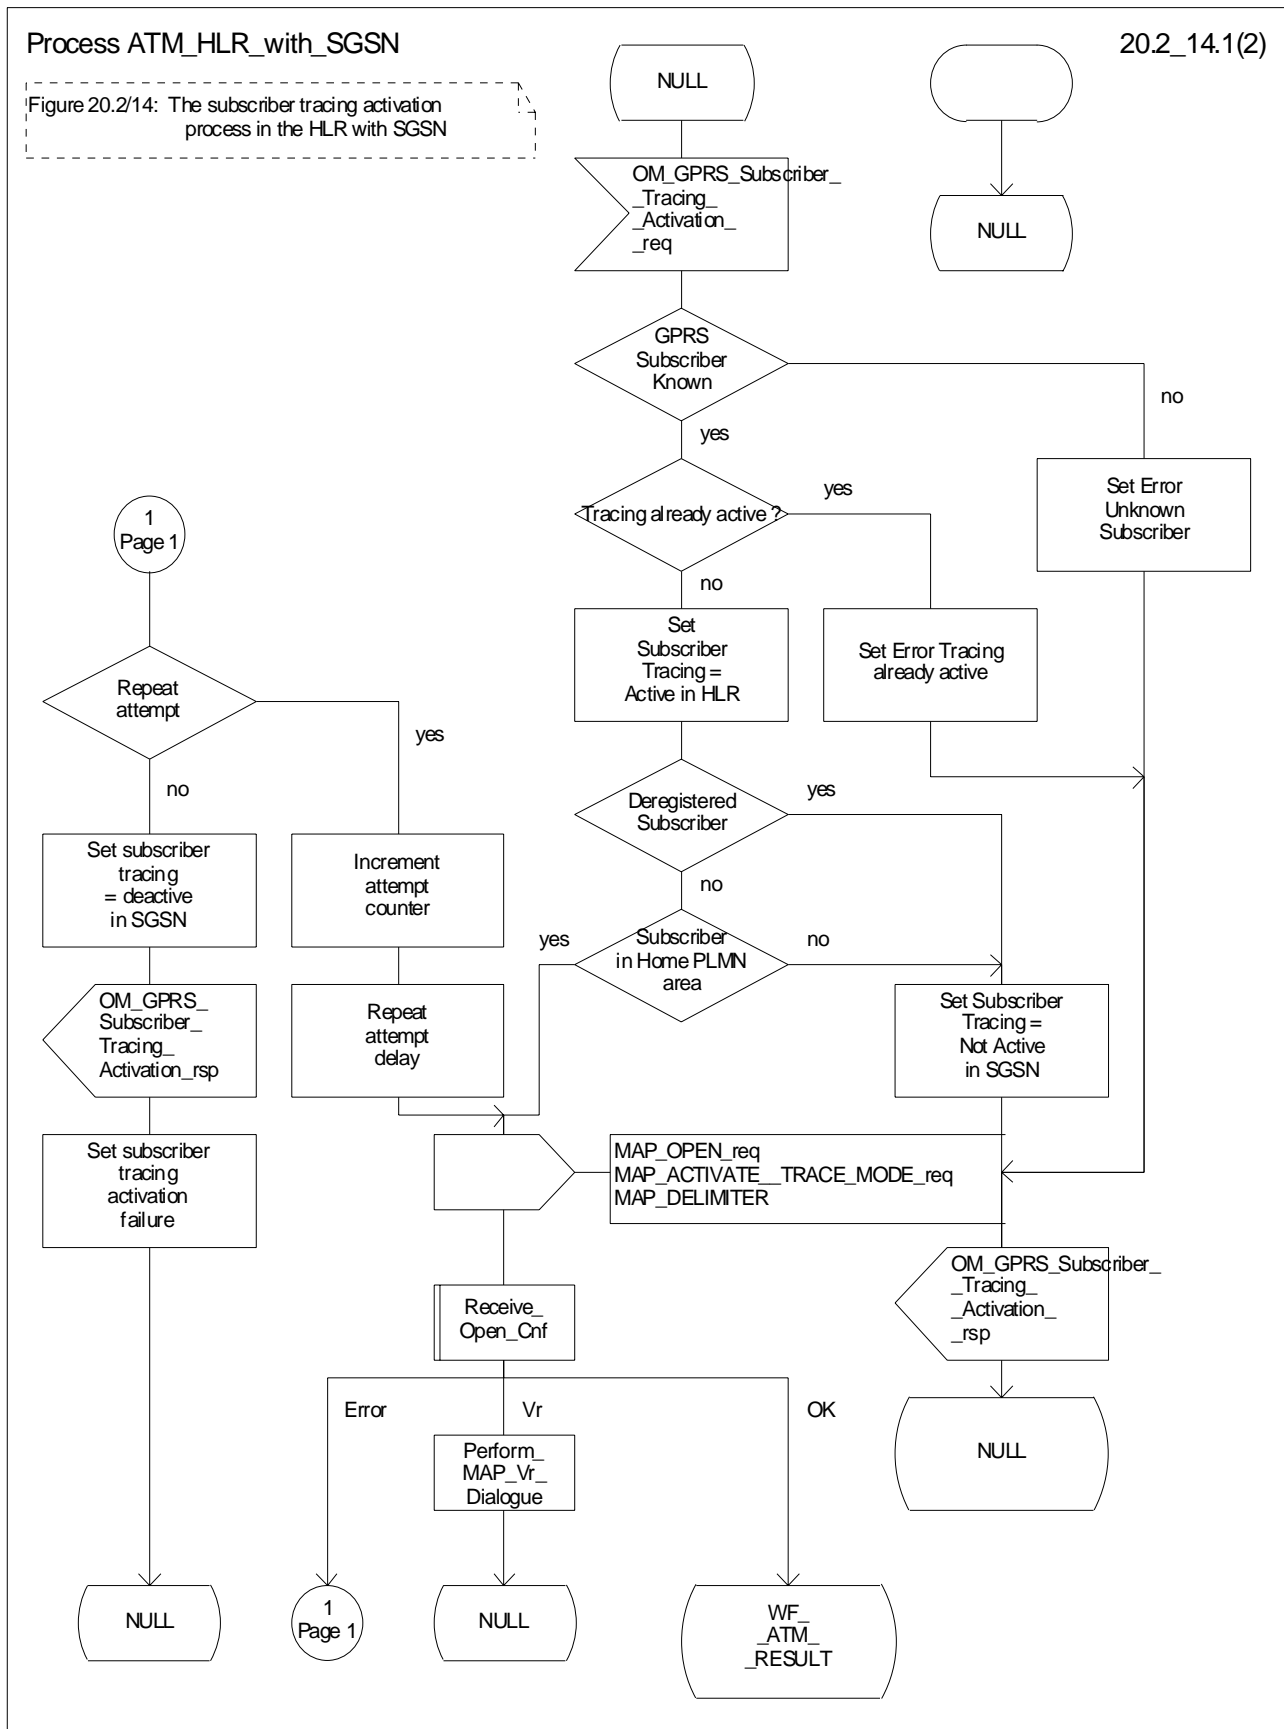 Process ATM_HLR_with_SGSN
20.2_14.1(2)
Figure 20.2/14: The subscriber tracing activation
process in the HLR with SGSN
NULL
OM_GPRS_Subscriber_
_Tracing_
_Activation_
_req
NULL
GPRS
Subscriber
Known
no
yes
Tracing already active ?
yes
no
Set Error
Unknown
Subscriber
1
Page 1
Set
Subscriber
Tracing =
Active in HLR
Set Error Tracing
already active
Repeat
attempt
yes
no
Deregistered
Subscriber
yes
no
Set subscriber
tracing
= deactive
in SGSN
Increment
attempt
counter
Subscriber
in Home PLMN
area
yes
no
OM_GPRS_
Subscriber_
Tracing_
Activation_rsp
Repeat
attempt
delay
Set Subscriber
Tracing =
Not Active
in SGSN
Set subscriber
tracing
activation
failure
MAP_OPEN_req
MAP_ACTIVATE__TRACE_MODE_req
MAP_DELIMITER
OM_GPRS_Subscriber_
_Tracing_
_Activation_
_rsp
Receive_
Open_Cnf
Error
Vr
OK
NULL
Perform_
MAP_Vr_
Dialogue
NULL
1
Page 1
NULL
WF_
_ATM_
_RESULT